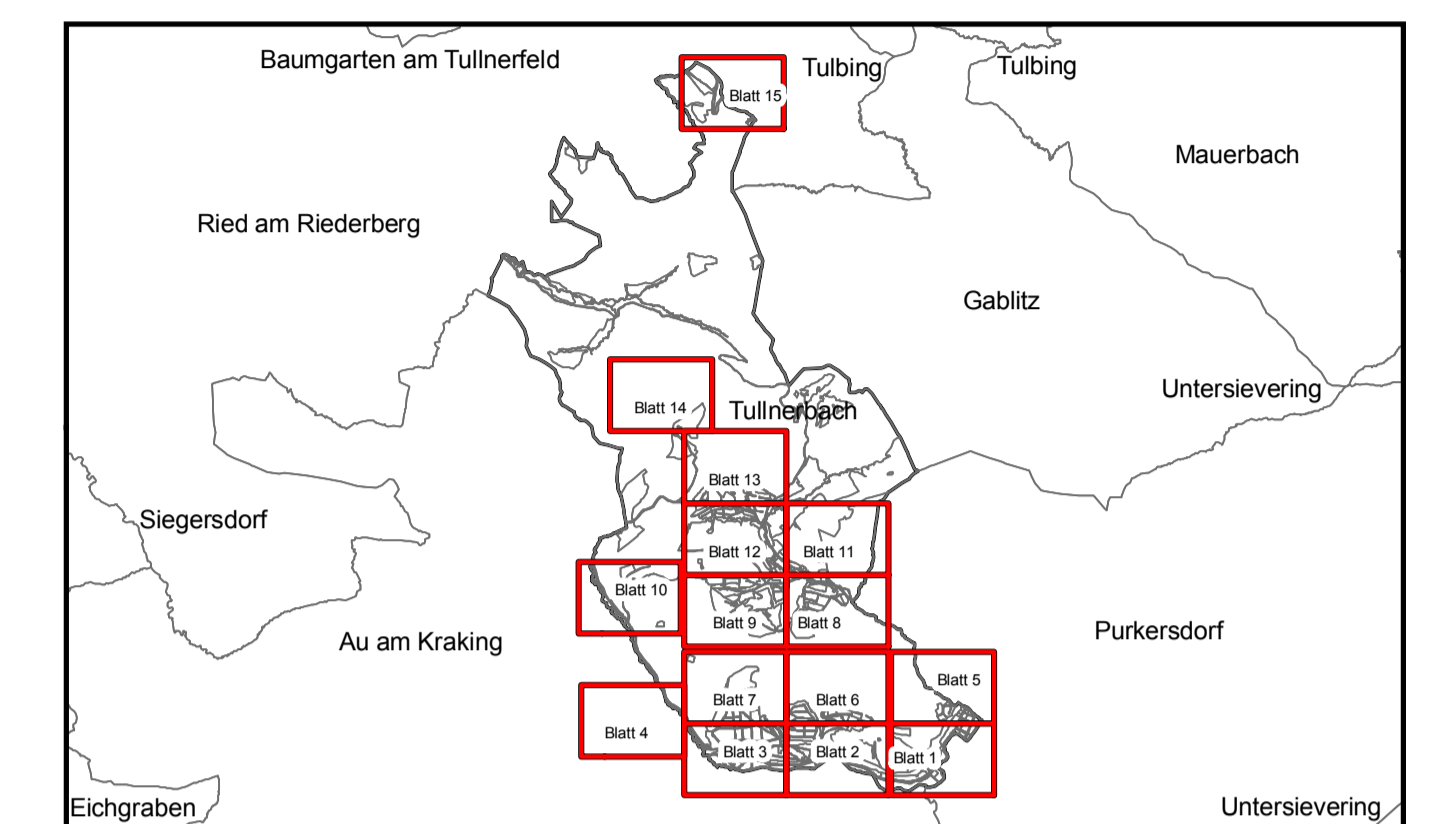 Baumgarten am Tullnerfeld
Tulbing
Tulbing
Blatt 15
Mauerbach
Ried am Riederberg
Gablitz
Untersievering
Blatt 14
Tullnerbach
Blatt 13
Siegersdorf
Blatt 12
Blatt 11
Blatt 10
Blatt 9
Blatt 8
Purkersdorf
Au am Kraking
Blatt 5
Blatt 7
Blatt 6
Blatt 4
Blatt 3
Blatt 2
Blatt 1
Eichgraben
Untersievering